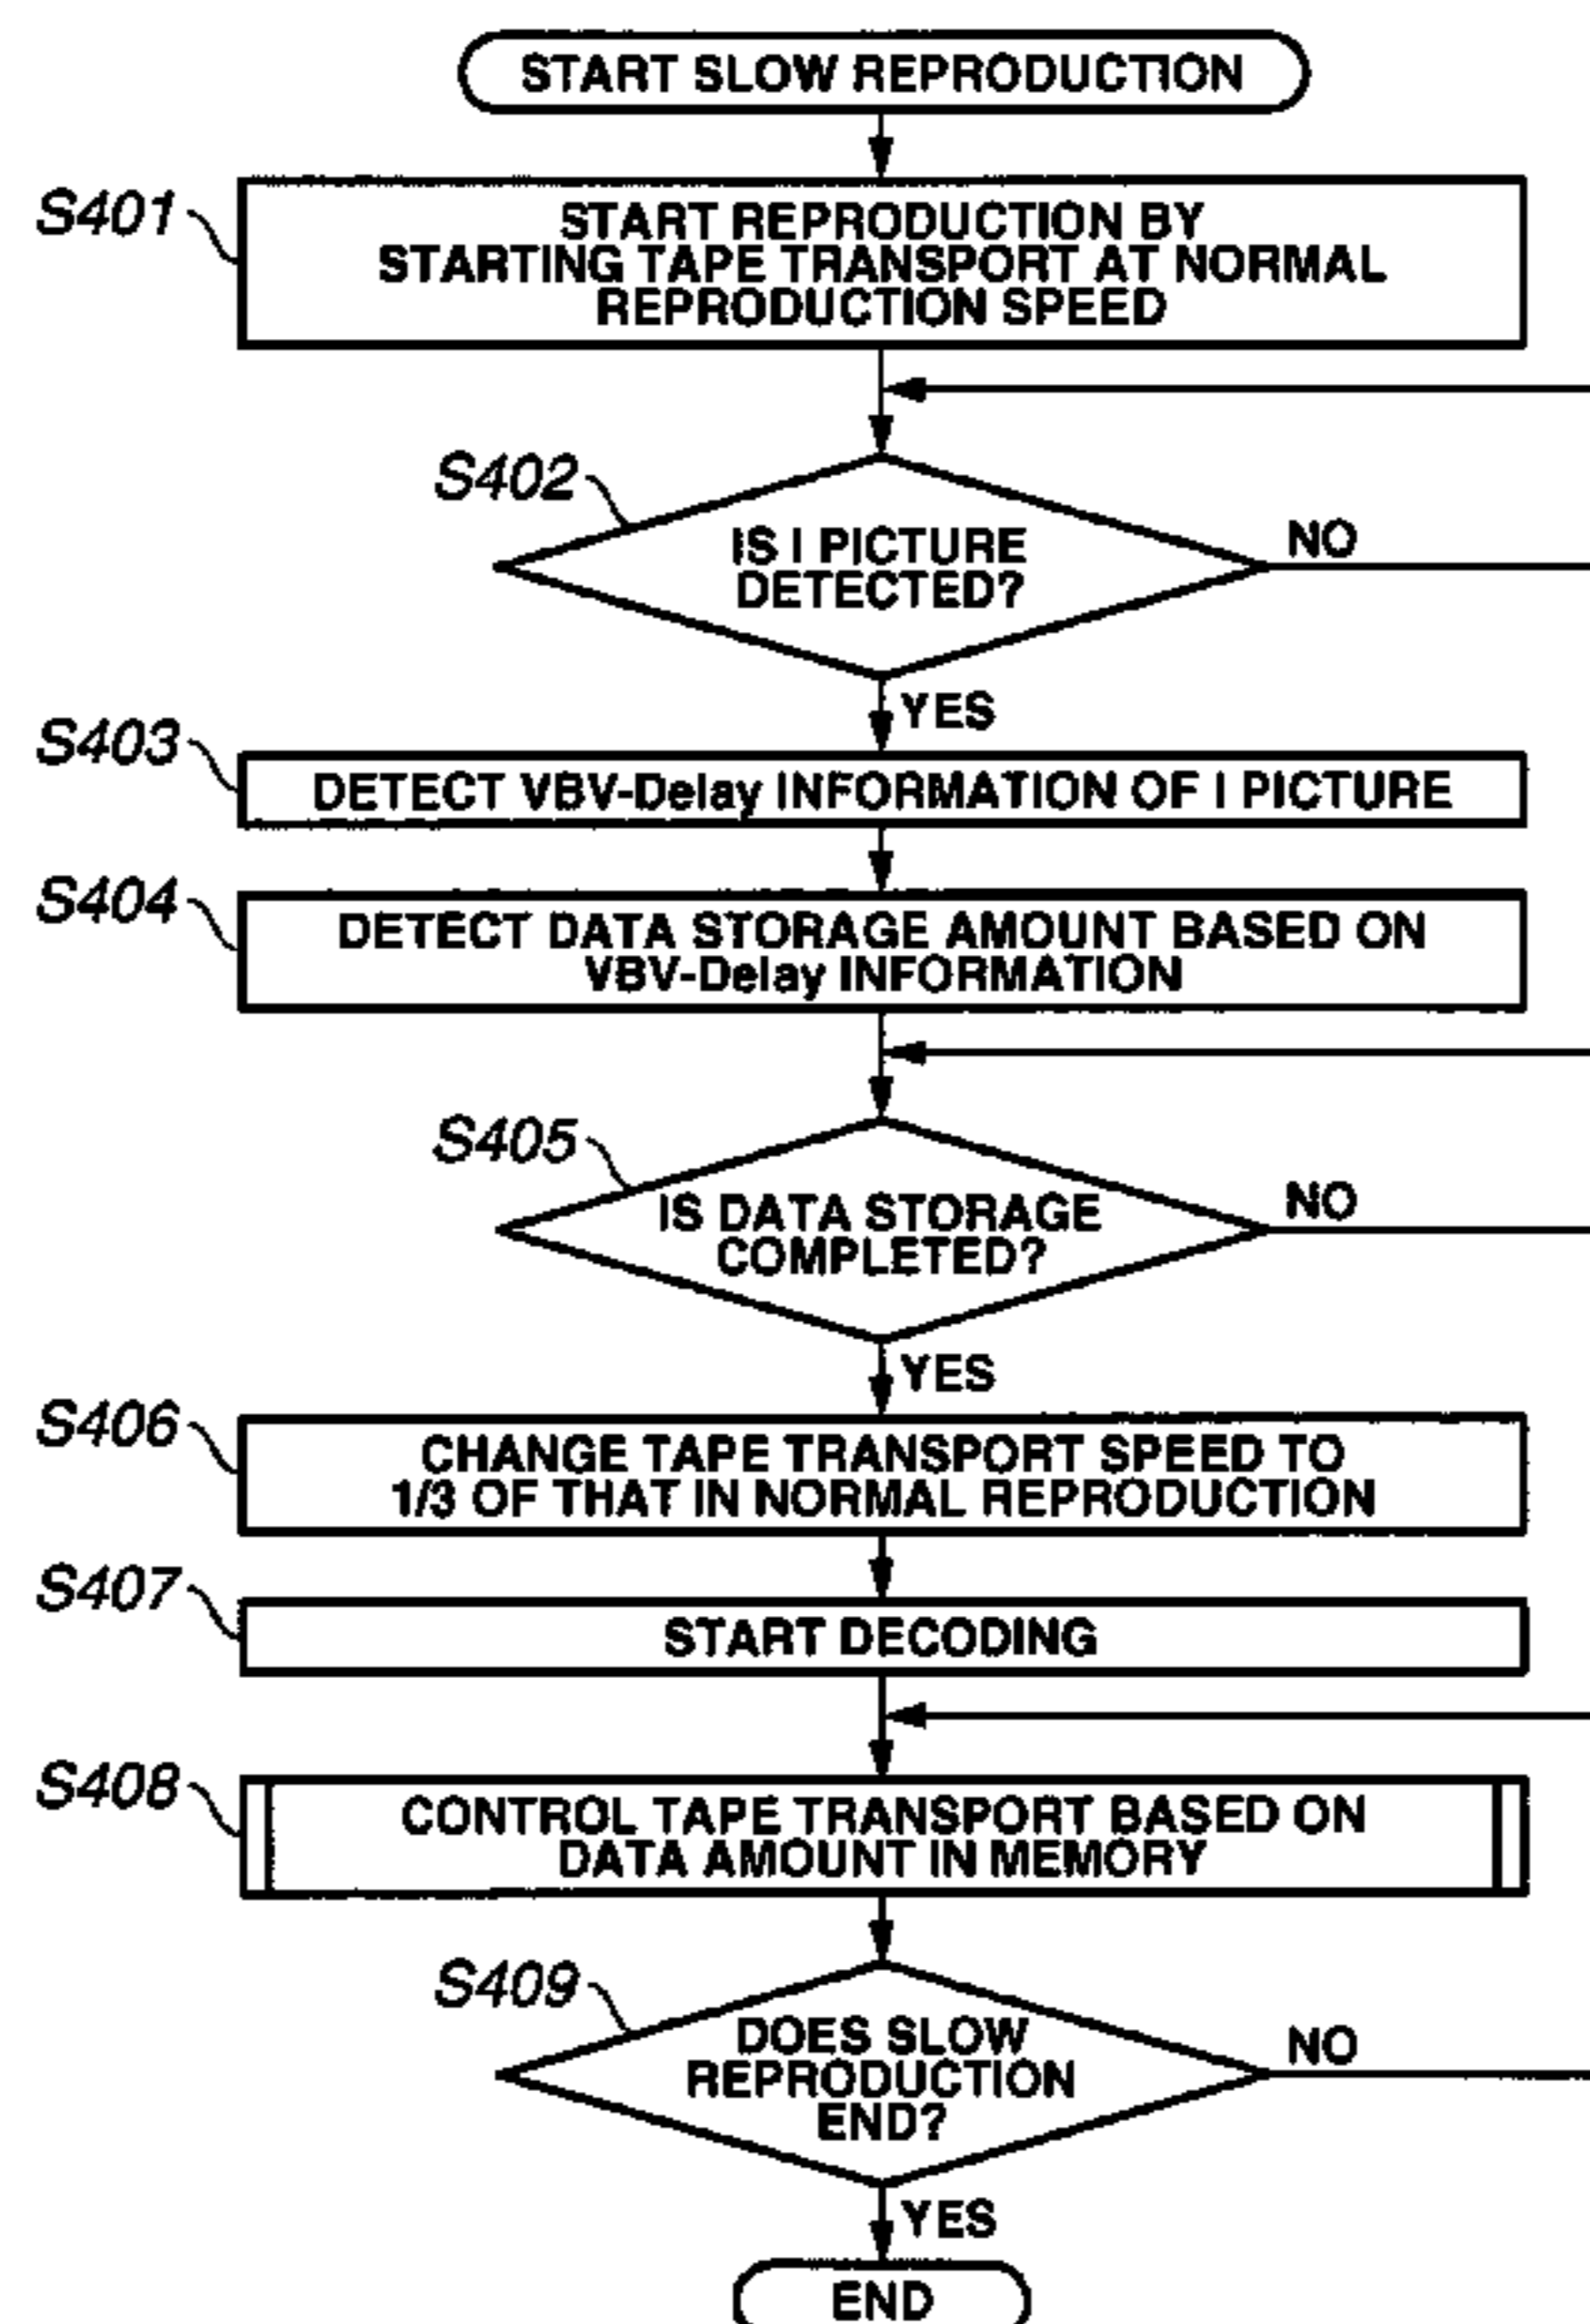 START SLOW REPRODUCTION
S401
START REPRODUCTION BY
STARTING TAPE TRANSPORT AT NORMAL
REPRODUCTION SPEED
S402
IS I PICTURE
DETECTED?
NO
YES
S403
DETECT VBV-Delay INFORMATION OF I PICTURE
S404
DETECT DATA STORAGE AMOUNT BASED ON
VBV-Delay INFORMATION
S405
IS DATA STORAGE
COMPLETED?
NO
YES
S406
CHANGE TAPE TRANSPORT SPEED TO
1/3 OF THAT IN NORMAL REPRODUCTION
S407
START DECODING
S408
CONTROL TAPE TRANSPORT BASED ON
DATA AMOUNT IN MEMORY
S409
DOES SLOW
REPRODUCTION
END?
NO
YES
END